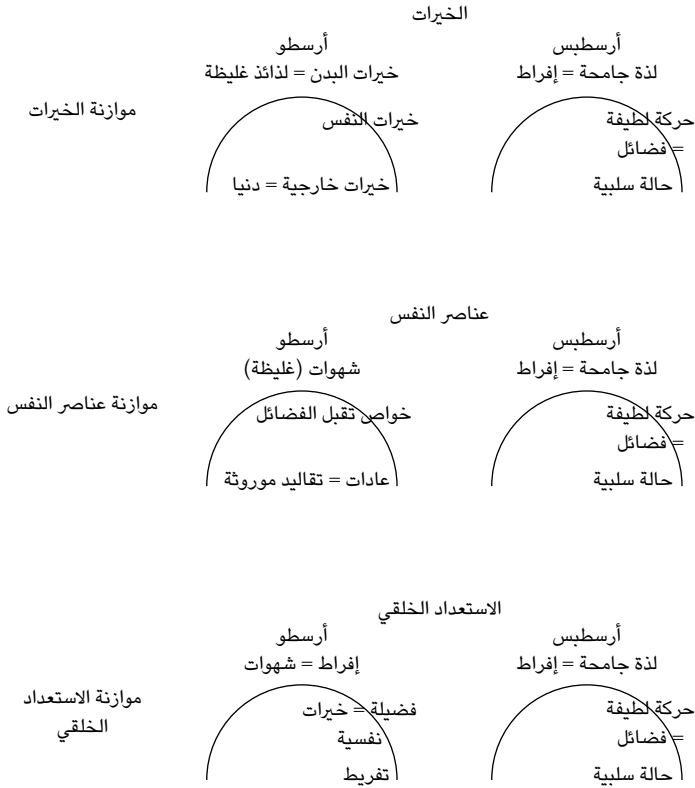 الخيرات
أرسطبس
أرسطو
لذة جامحة = إفراط
خيرات البدن = لذائذ غليظة
موازنة الخيرات
حركة لطيفة
= فضائل
خيرات النفس
حالة سلبية
خيرات خارجية = دنيا
عناصر النفس
أرسطبس
أرسطو
لذة جامحة = إفراط
شهوات (غليظة)
موازنة عناصر النفس
حركة لطيفة
= فضائل
خواص تقبل الفضائل
حالة سلبية
عادات = تقاليد موروثة
الاستعداد الخلقي
أرسطبس
أرسطو
لذة جامحة = إفراط
إفراط = شهوات
موازنة الاستعداد
الخلقي
حركة لطيفة
= فضائل
فضيلة = خيرات
نفسية
حالة سلبية
تفريط